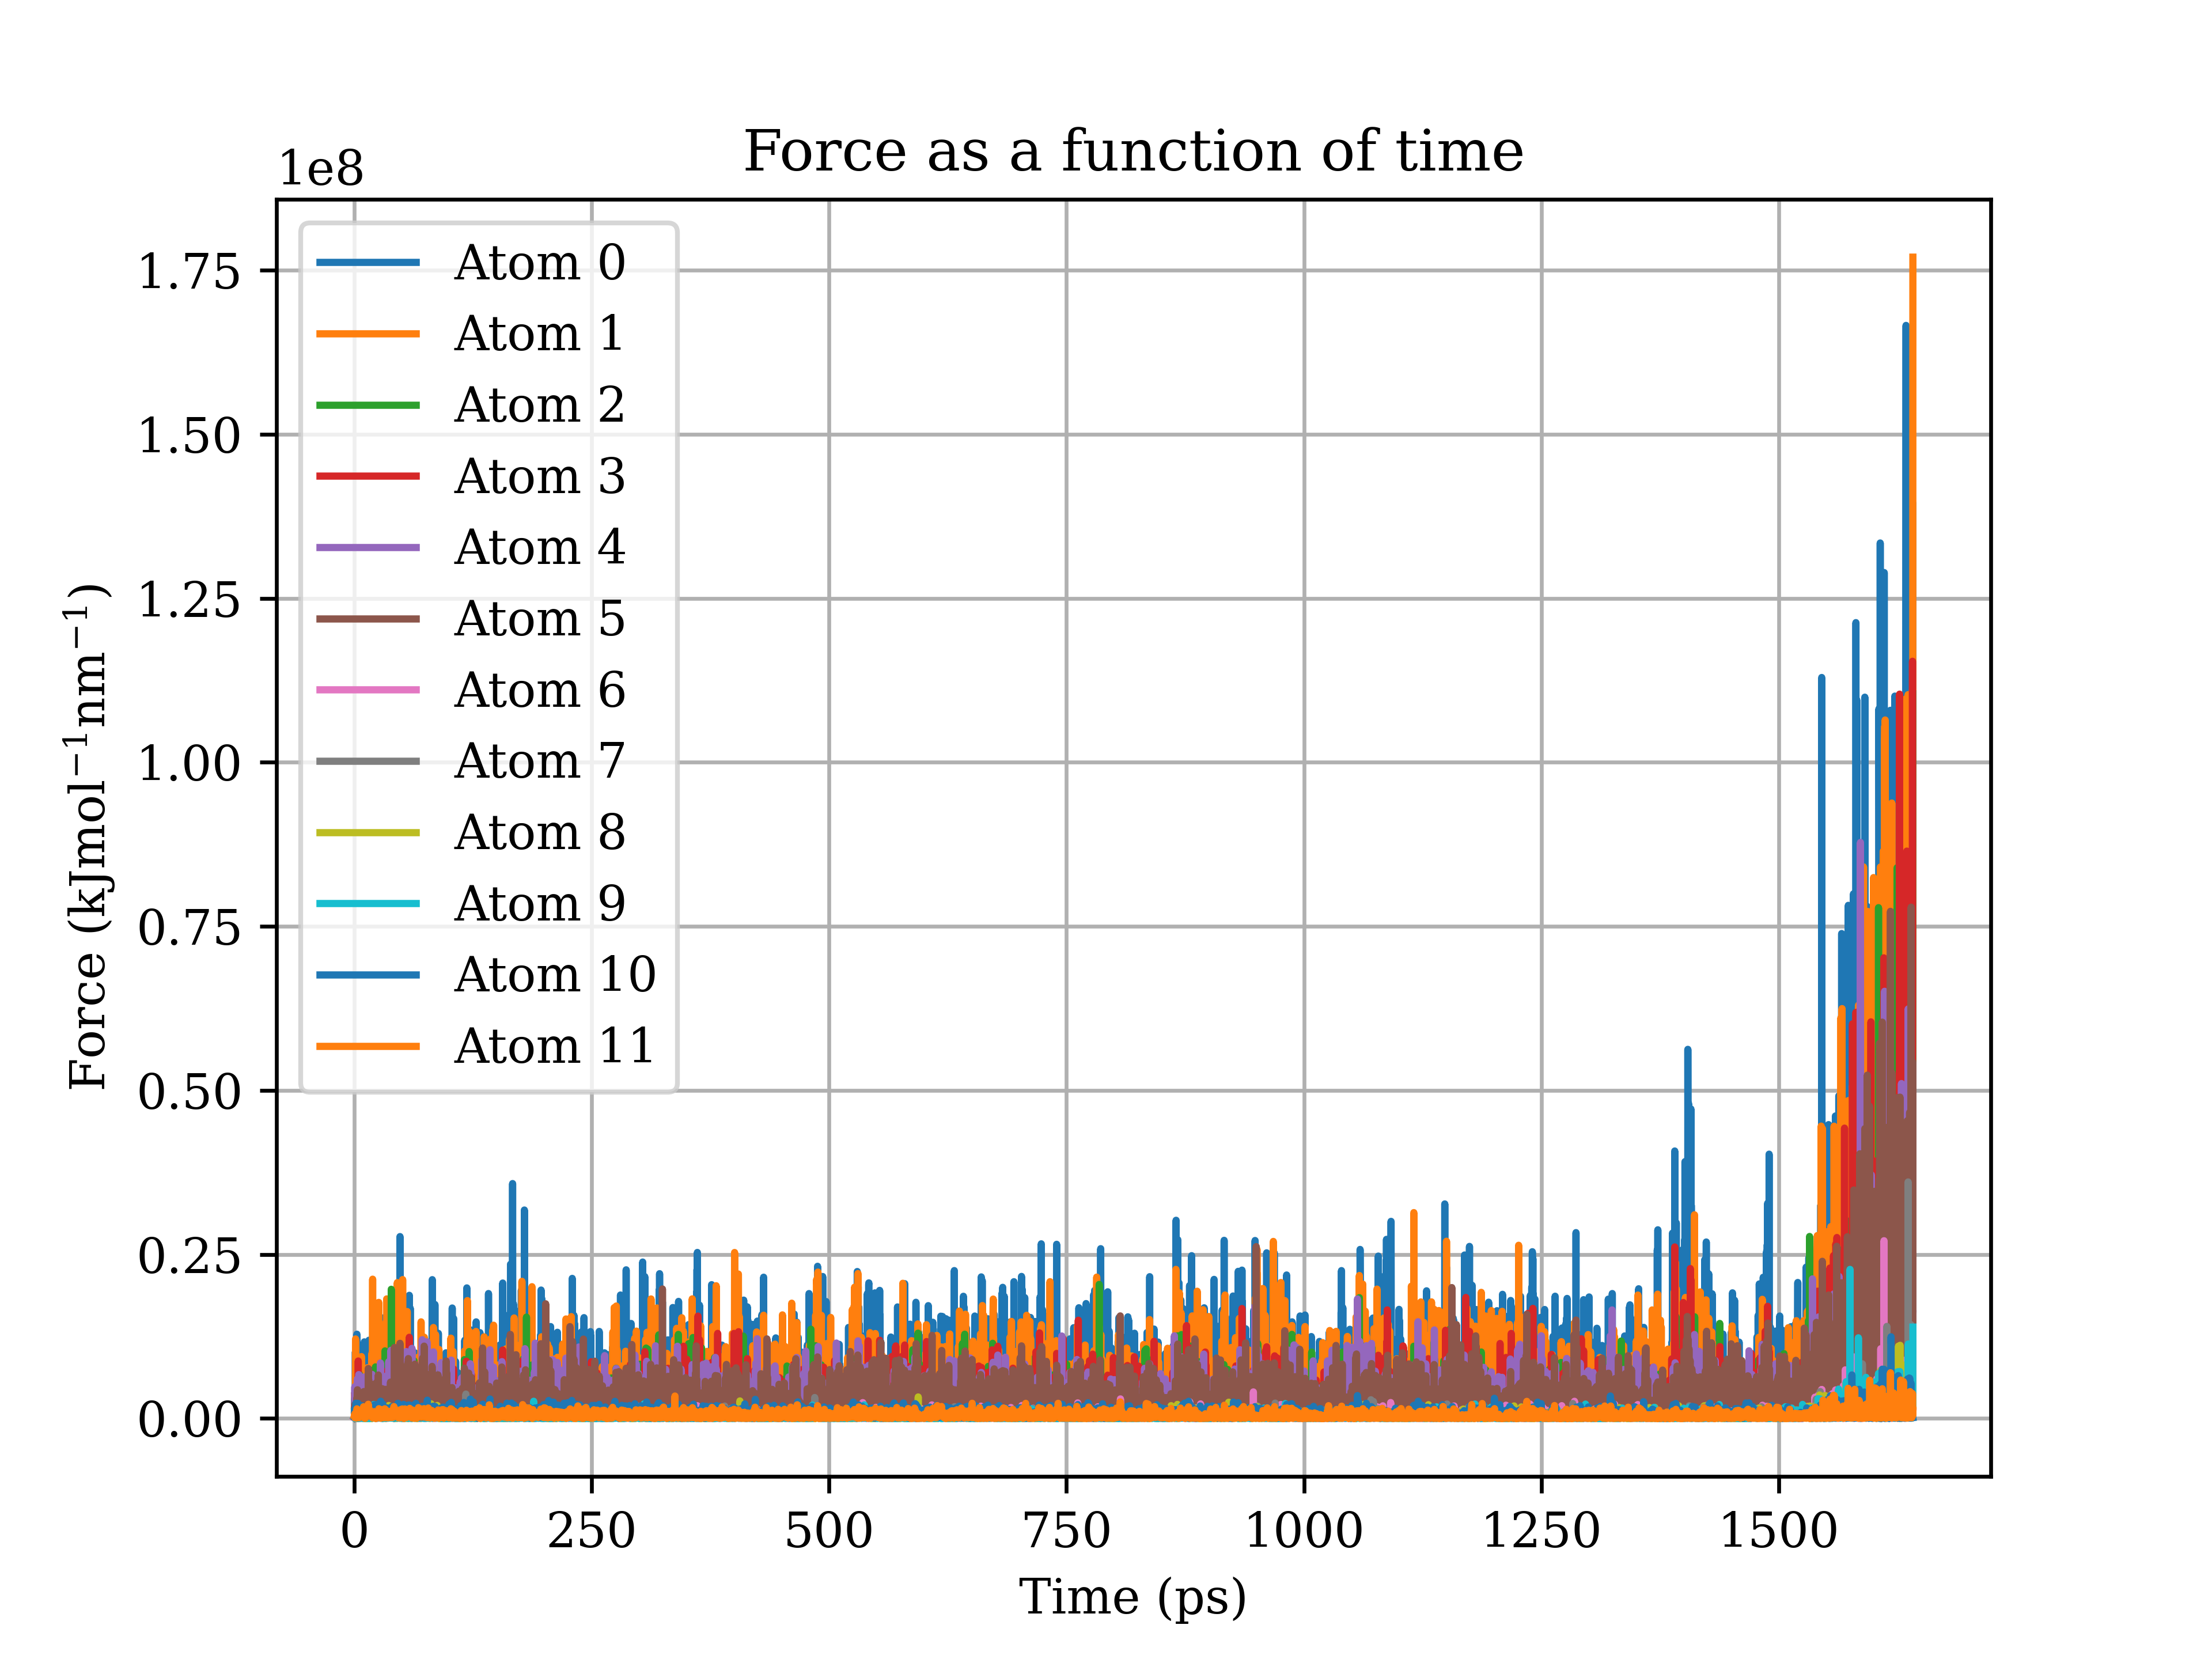 Force as a function of time
1e8
1.75
1.50
1.25
1.00
0.75
0.50
0.25
0.00
Force (kJmol⁻¹nm⁻¹)
Atom 0
Atom 1
Atom 2
Atom 3
Atom 4
Atom 5
Atom 6
Atom 7
Atom 8
Atom 9
Atom 10
Atom 11
0 250 500 750 1000 1250 1500
Time (ps)